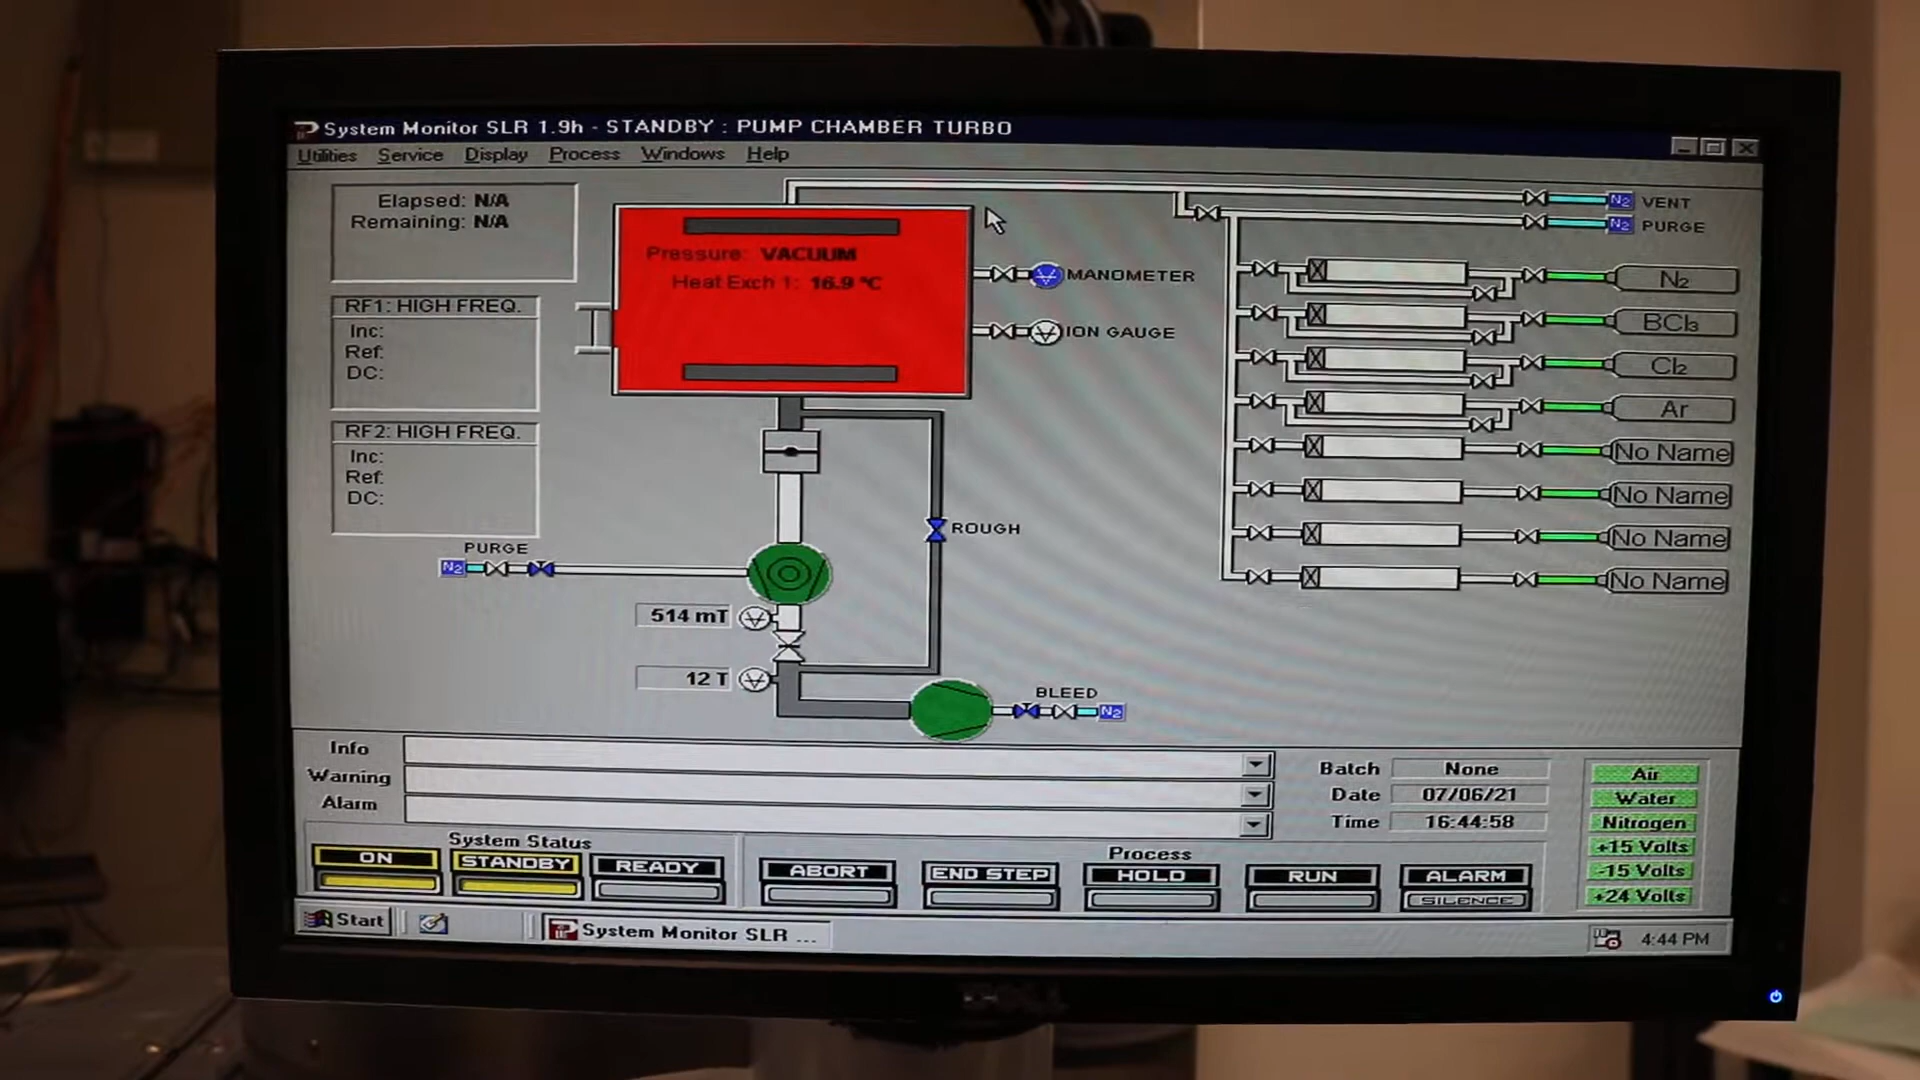 System Monitor SLR 1.9h - STANDBY : PUMP CHAMBER TURBO
Utilities Service Display Process Windows Help
Elapsed: N/A
Remaining: N/A
RF1: HIGH FREQ.
Inc:
Ref:
DC:
RF2: HIGH FREQ.
Inc:
Ref:
DC:
Pressure: VACUUM
Heat Exch 1: 16.9 °C
MANOMETER
ION GAUGE
N2 VENT
N2 PURGE
N2
BCl3
Cl2
Ar
No Name
No Name
No Name
No Name
ROUGH
PURGE
N2
514 mT
12 T
BLEED
N2
Info
Warning
Alarm
Batch None
Date 07/06/21
Time 16:44:58
Air
Water
Nitrogen
+15 Volts
-15 Volts
+24 Volts
System Status
ON STANDBY READY
Process
ABORT END STEP HOLD RUN ALARM
SILENCE
Start
System Monitor SLR ...
4:44 PM
DELL